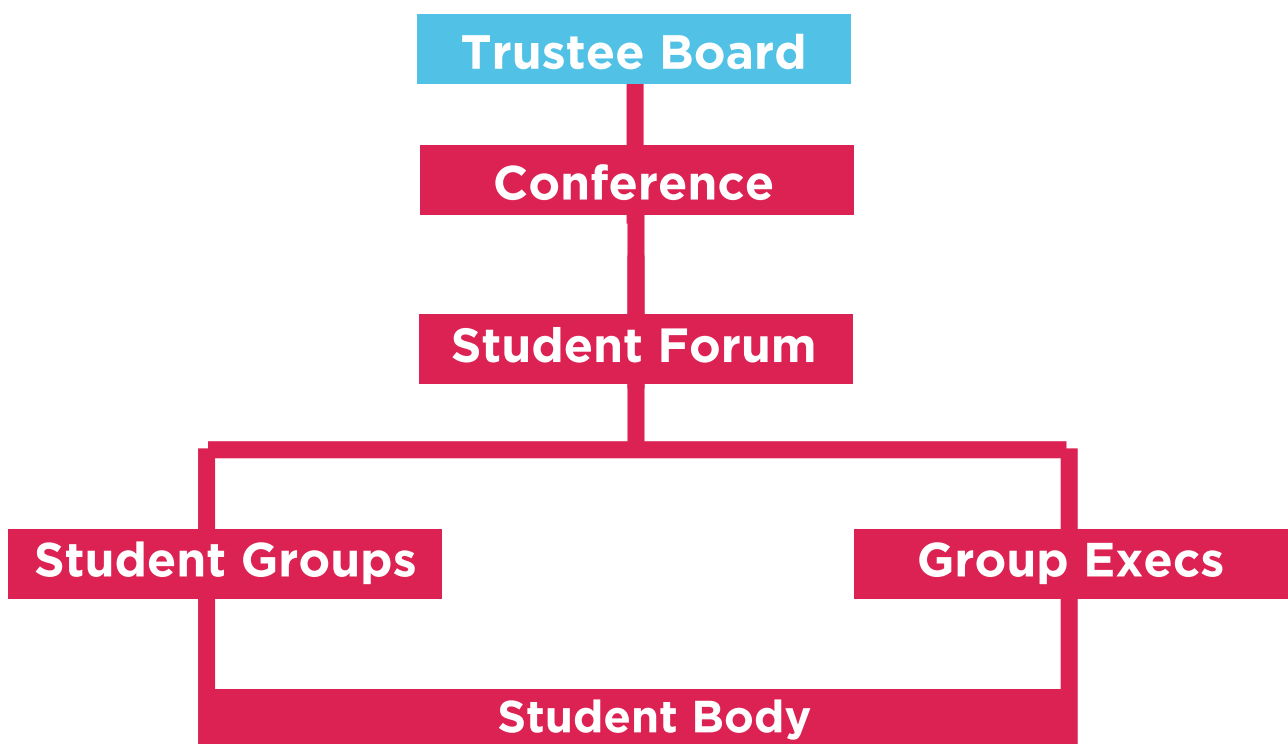 Trustee Board
Conference
Student Forum
Student Groups
Group Execs
Student Body